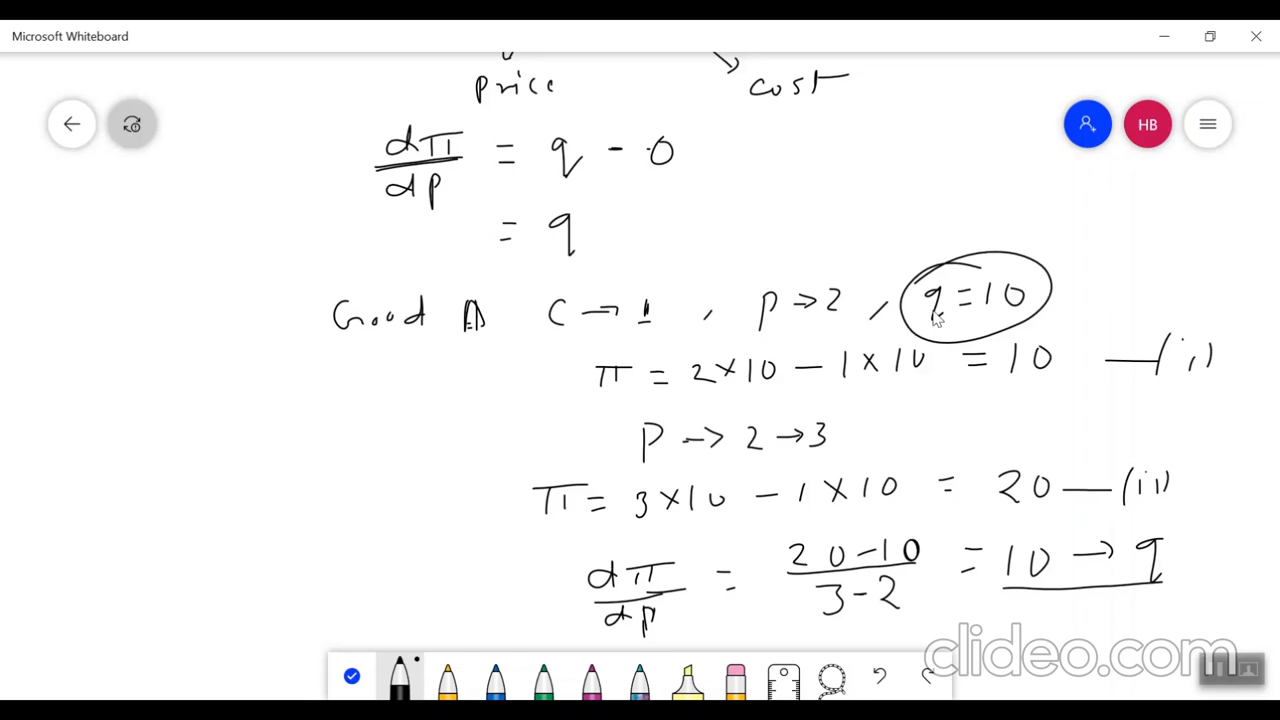 Microsoft Whiteboard
price
cost
dπ/dp = q - 0
= q
HB
Good A C → 1 , p → 2 , q = 10
π = 2 × 10 - 1 × 10 = 10 —(i)
p → 2 → 3
π = 3 × 10 - 1 × 10 = 20 —(ii)
dπ/dp = 20-10/3-2 = 10 → q
clideo.com